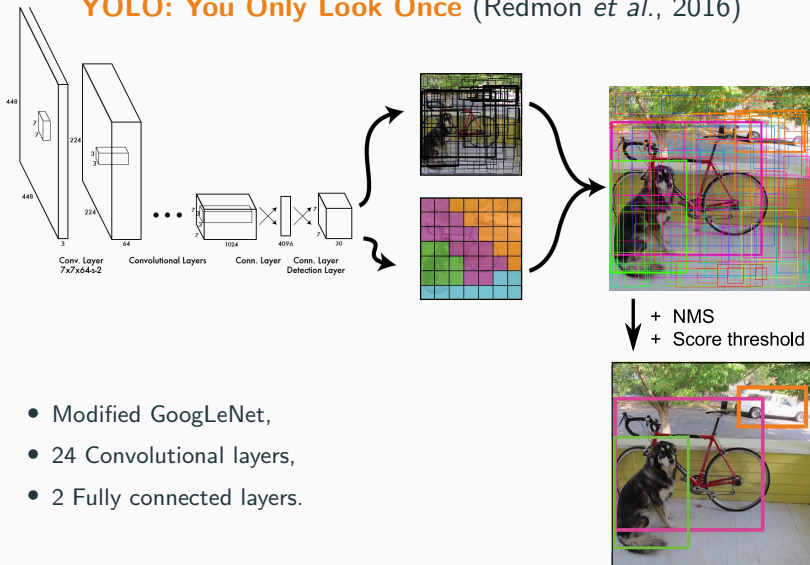 YOLO: You Only Look Once (Redmon et al., 2016)
448
448
7
7
3
224
224
3
3
64
7
3
3
7
1024
4096
7
7
30
Conv. Layer
7x7x64-s-2
Convolutional Layers
Conn. Layer
Conn. Layer
Detection Layer
+ NMS
+ Score threshold
• Modified GoogLeNet,
• 24 Convolutional layers,
• 2 Fully connected layers.